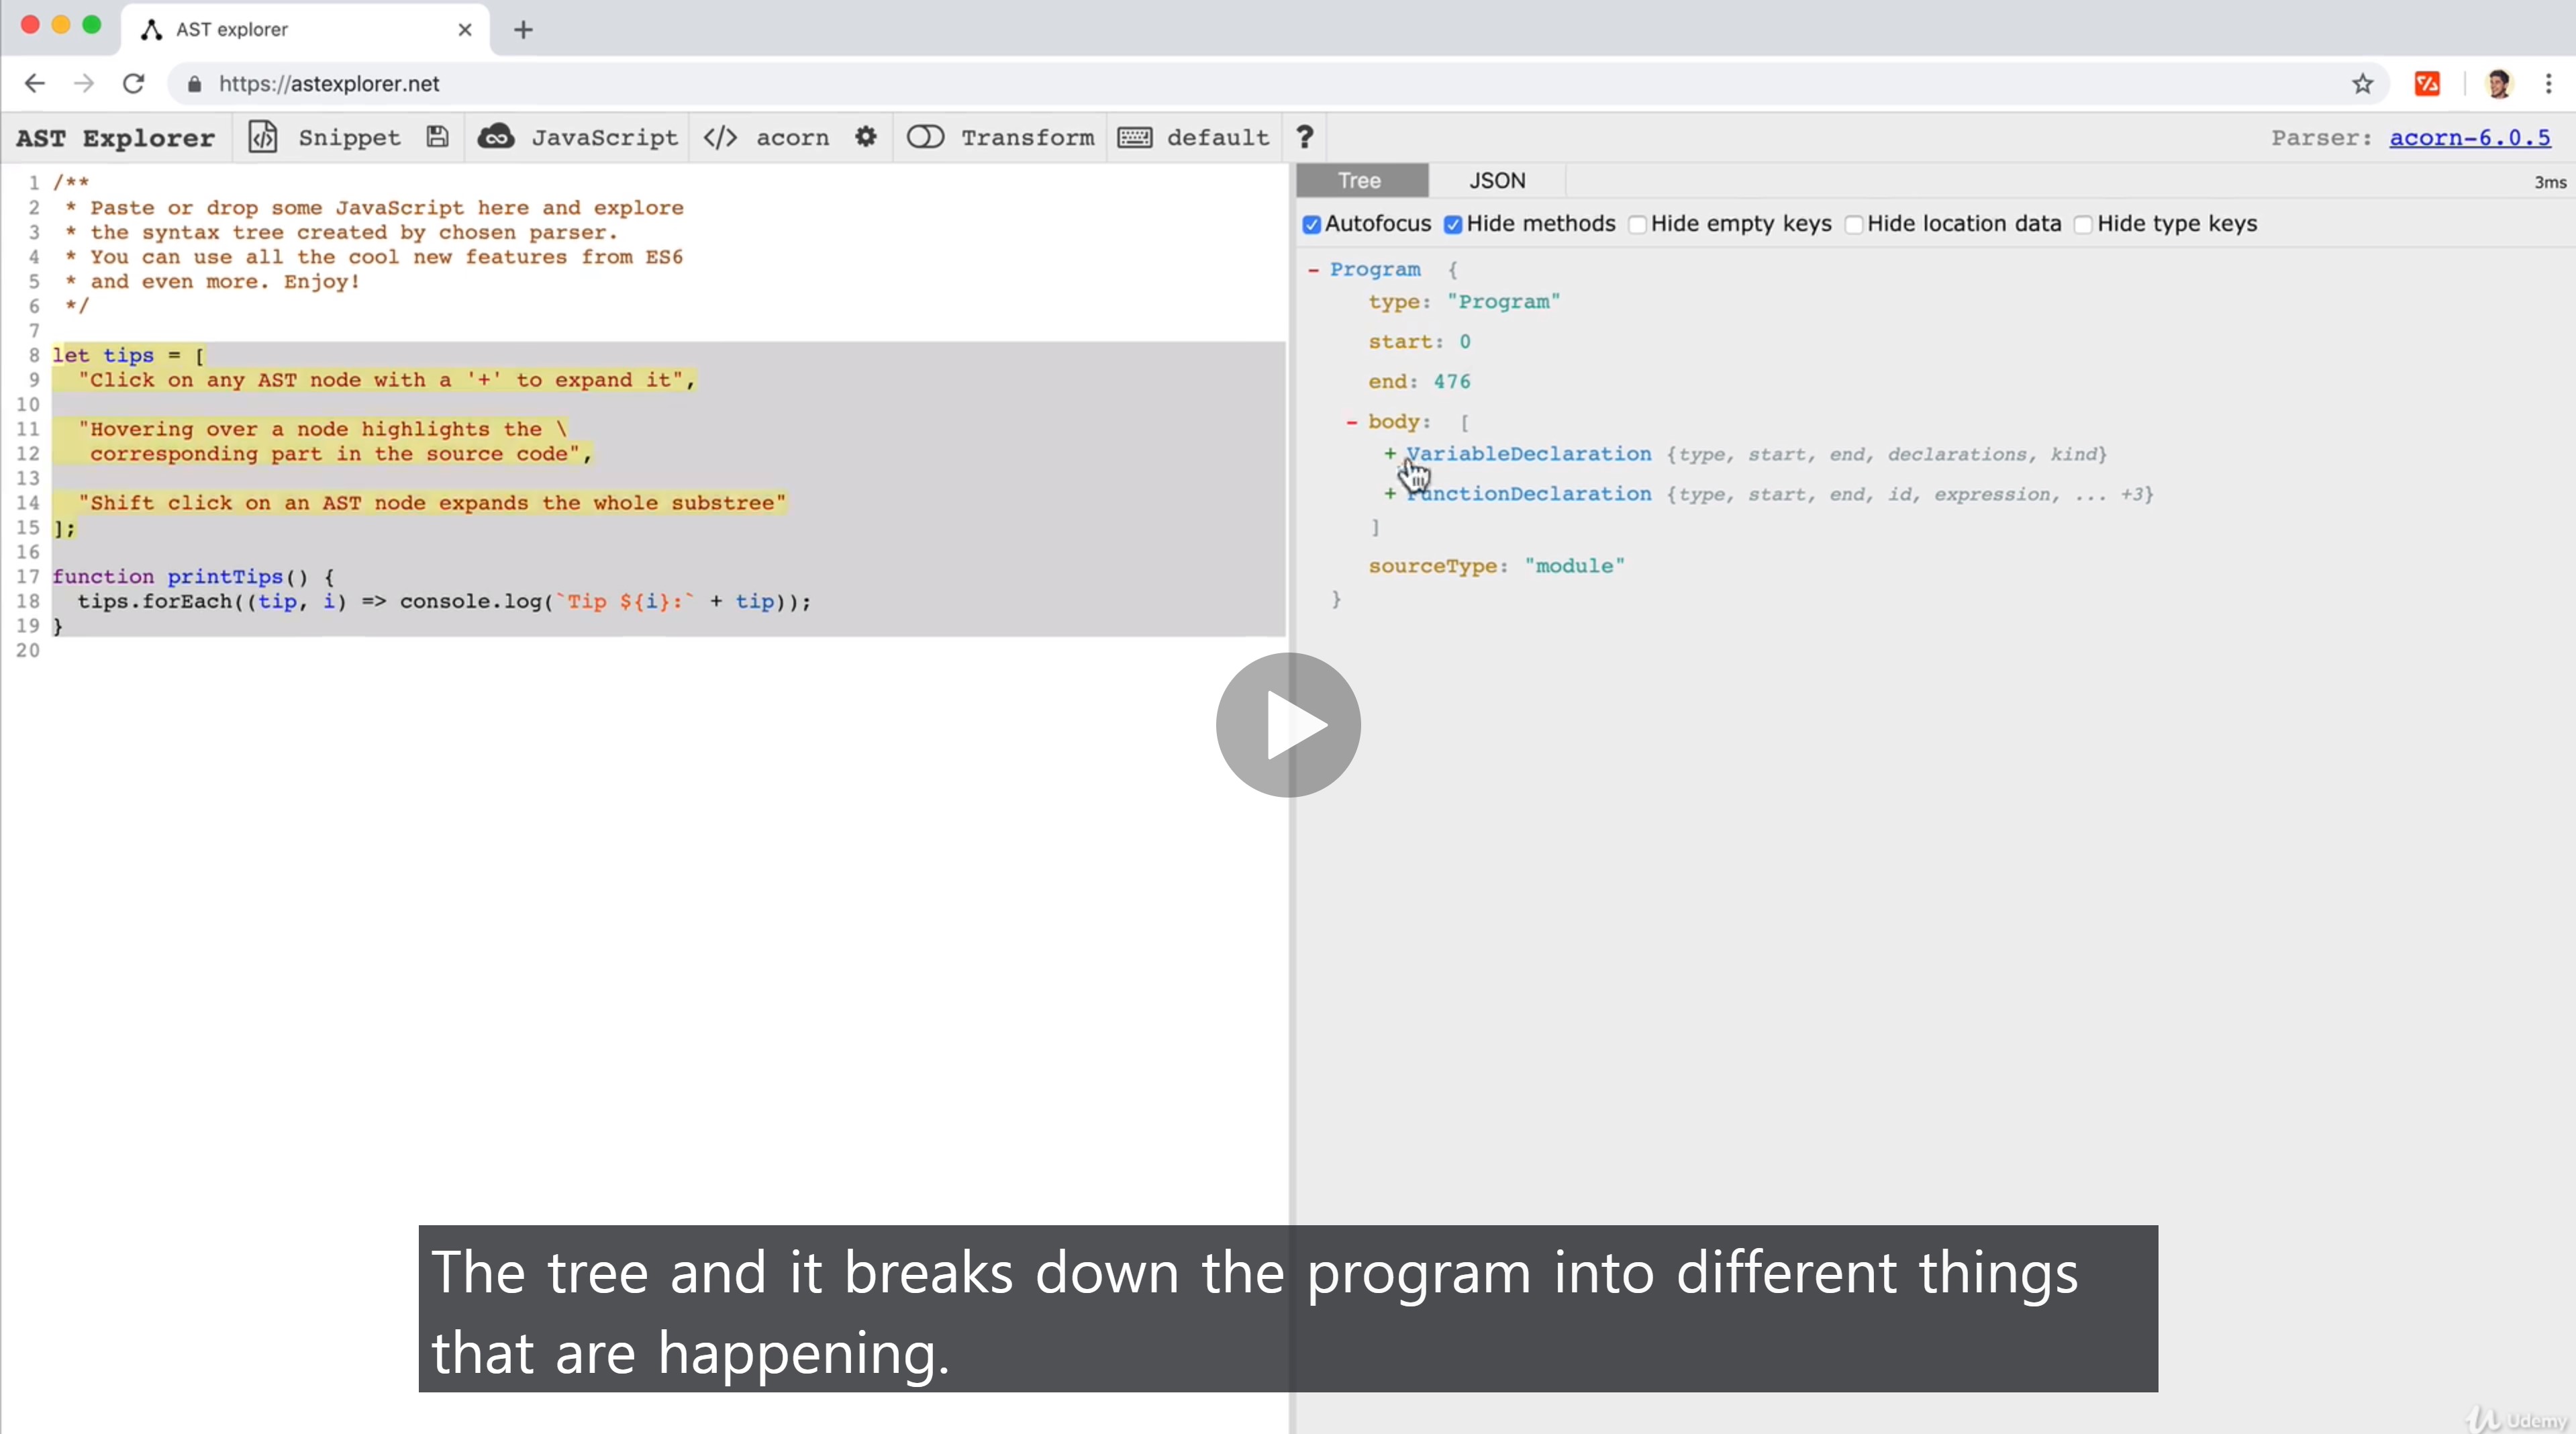 AST explorer
https://astexplorer.net
AST Explorer Snippet JavaScript </> acorn Transform default ? Parser: acorn-6.0.5
1 /**
2 * Paste or drop some JavaScript here and explore
3 * the syntax tree created by chosen parser.
4 * You can use all the cool new features from ES6
5 * and even more. Enjoy!
6 */
7
8 let tips = [
9 "Click on any AST node with a '+' to expand it",
10
11 "Hovering over a node highlights the \
12 corresponding part in the source code",
13
14 "Shift click on an AST node expands the whole substree"
15 ];
16
17 function printTips() {
18 tips.forEach((tip, i) => console.log(`Tip ${i}:` + tip));
19 }
20
Tree JSON 3ms
Autofocus Hide methods Hide empty keys Hide location data Hide type keys
- Program {
type: "Program"
start: 0
end: 476
- body: [
+ VariableDeclaration {type, start, end, declarations, kind}
+ FunctionDeclaration {type, start, end, id, expression, ... +3}
]
sourceType: "module"
}
The tree and it breaks down the program into different things
that are happening.
Udemy